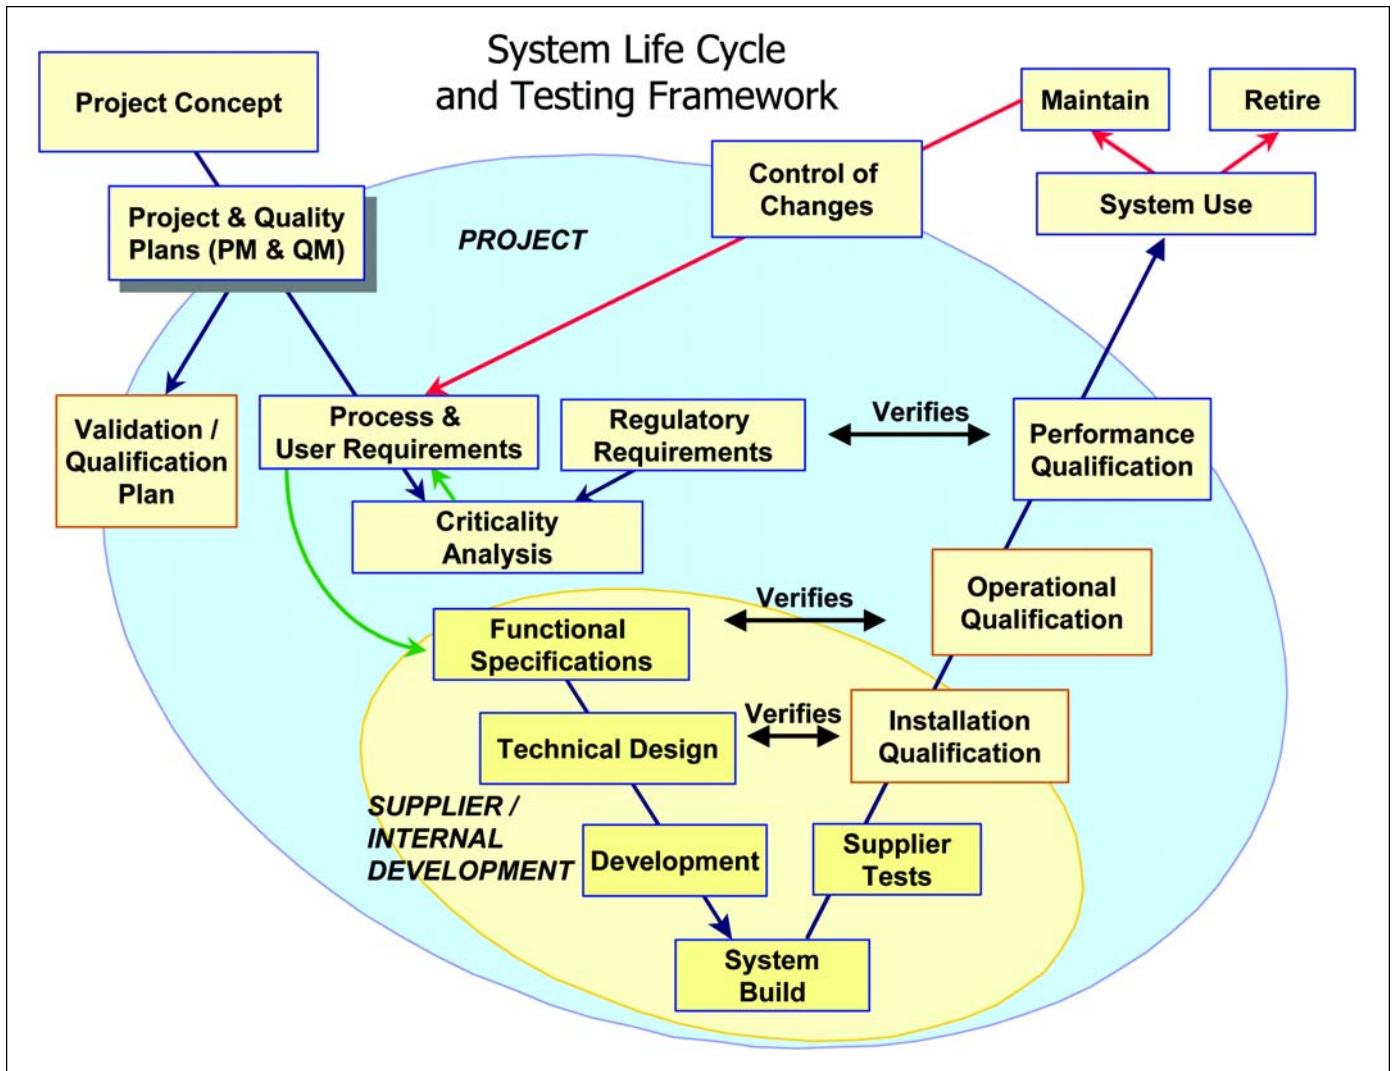 System Life Cycle
and Testing Framework
Project Concept
Maintain
Retire
Control of
Changes
System Use
Project & Quality
Plans (PM & QM)
PROJECT
Validation /
Qualification
Plan
Process &
User Requirements
Regulatory
Requirements
Verifies
Performance
Qualification
Criticality
Analysis
Operational
Qualification
Verifies
Functional
Specifications
Verifies
Installation
Qualification
Technical Design
SUPPLIER /
INTERNAL
DEVELOPMENT
Development
Supplier
Tests
System
Build